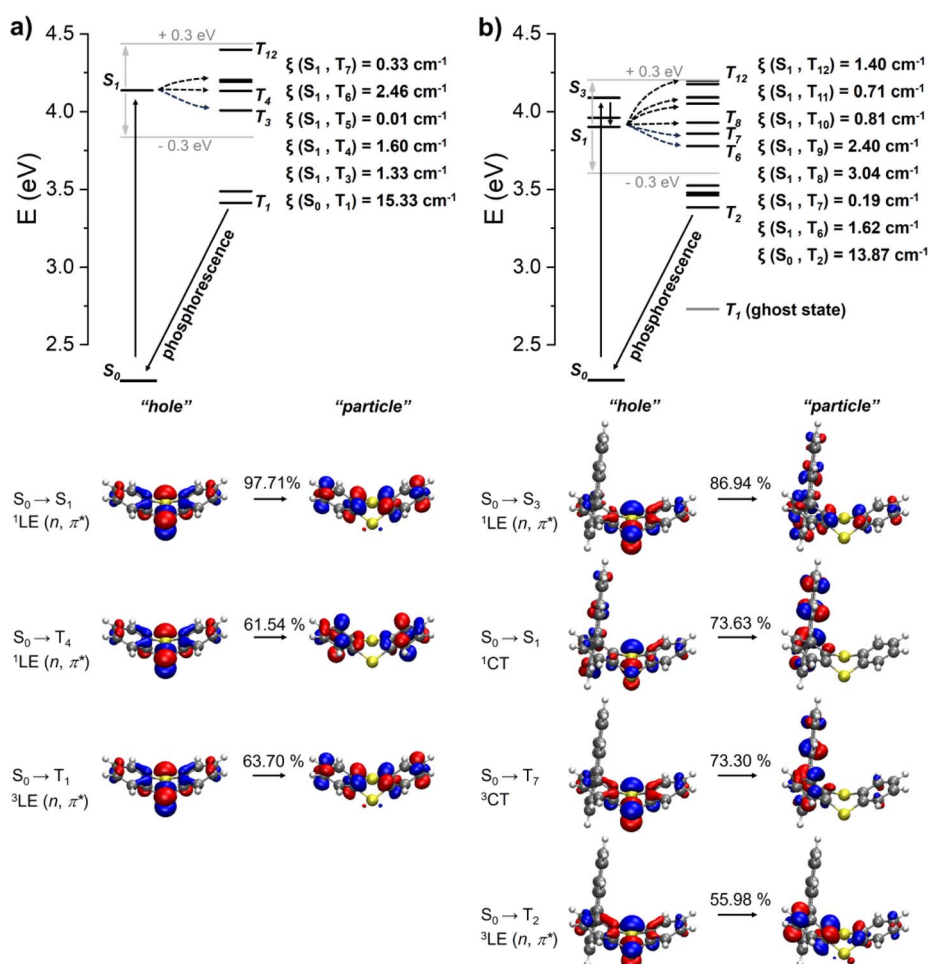 a)
E (eV)
4.5
4.0
3.5
3.0
2.5
+ 0.3 eV
- 0.3 eV
S1
S0
T12
T4
T3
T1
phosphorescence
ξ (S1 , T7) = 0.33 cm-1
ξ (S1 , T6) = 2.46 cm-1
ξ (S1 , T5) = 0.01 cm-1
ξ (S1 , T4) = 1.60 cm-1
ξ (S1 , T3) = 1.33 cm-1
ξ (S0 , T1) = 15.33 cm-1
"hole"
"particle"
S0 → S1
1LE (n, π*)
97.71%
S0 → T4
1LE (n, π*)
61.54 %
S0 → T1
3LE (n, π*)
63.70 %
b)
E (eV)
4.5
4.0
3.5
3.0
2.5
+ 0.3 eV
- 0.3 eV
S3
S1
S0
T12
T8
T7
T6
T2
T1 (ghost state)
phosphorescence
ξ (S1 , T12) = 1.40 cm-1
ξ (S1 , T11) = 0.71 cm-1
ξ (S1 , T10) = 0.81 cm-1
ξ (S1 , T9) = 2.40 cm-1
ξ (S1 , T8) = 3.04 cm-1
ξ (S1 , T7) = 0.19 cm-1
ξ (S1 , T6) = 1.62 cm-1
ξ (S0 , T2) = 13.87 cm-1
"hole"
"particle"
S0 → S3
1LE (n, π*)
86.94 %
S0 → S1
1CT
73.63 %
S0 → T7
3CT
73.30 %
S0 → T2
3LE (n, π*)
55.98 %